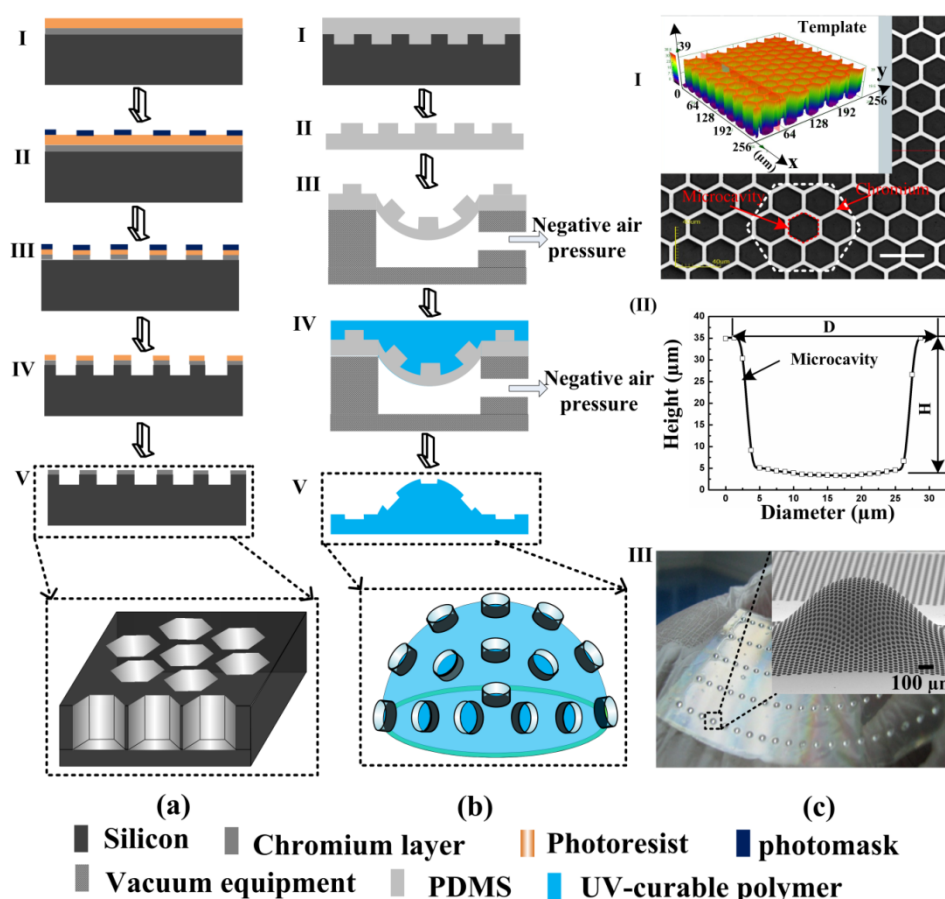 I
II
III
IV
V
(a)
I
II
III
Negative air
pressure
IV
Negative air
pressure
V
(b)
I
Template
39
0
64
128
192
256
(μm)
x
64
128
192
256
y
Microcavity
Chromium
40μm
(II)
Height (μm)
40
35
30
25
20
15
10
5
0
D
Microcavity
H
0
5
10
15
20
25
30
Diameter (μm)
III
100 μm
(c)
Silicon
Chromium layer
Photoresist
photomask
Vacuum equipment
PDMS
UV-curable polymer